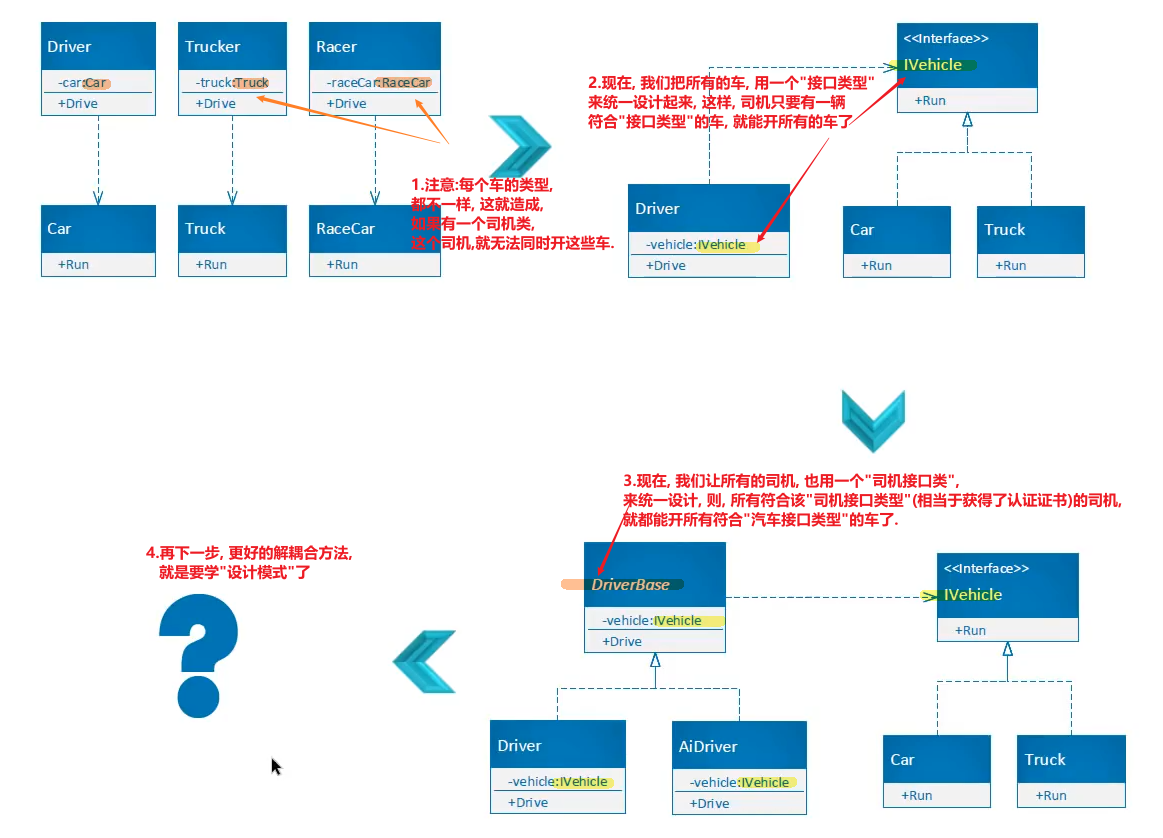 Driver
-car:Car
+Drive
Trucker
-truck:Truck
+Drive
Racer
-raceCar:RaceCar
+Drive
Car
+Run
Truck
+Run
RaceCar
+Run
1.注意:每个车的类型,
都不一样, 这就造成,
如果有一个司机类,
这个司机,就无法同时开这些车.
<<Interface>>
IVehicle
+Run
2.现在, 我们把所有的车, 用一个"接口类型"
来统一设计起来, 这样, 司机只要有一辆
符合"接口类型"的车, 就能开所有的车了
Driver
-vehicle:IVehicle
+Drive
Car
+Run
Truck
+Run
3.现在, 我们让所有的司机, 也用一个"司机接口类",
来统一设计, 则, 所有符合该"司机接口类型"(相当于获得了认证证书)的司机,
就都能开所有符合"汽车接口类型"的车了.
DriverBase
-vehicle:IVehicle
+Drive
<<Interface>>
IVehicle
+Run
Driver
-vehicle:IVehicle
+Drive
AiDriver
-vehicle:IVehicle
+Drive
Car
+Run
Truck
+Run
4.再下一步, 更好的解耦合方法,
就是要学"设计模式"了
?